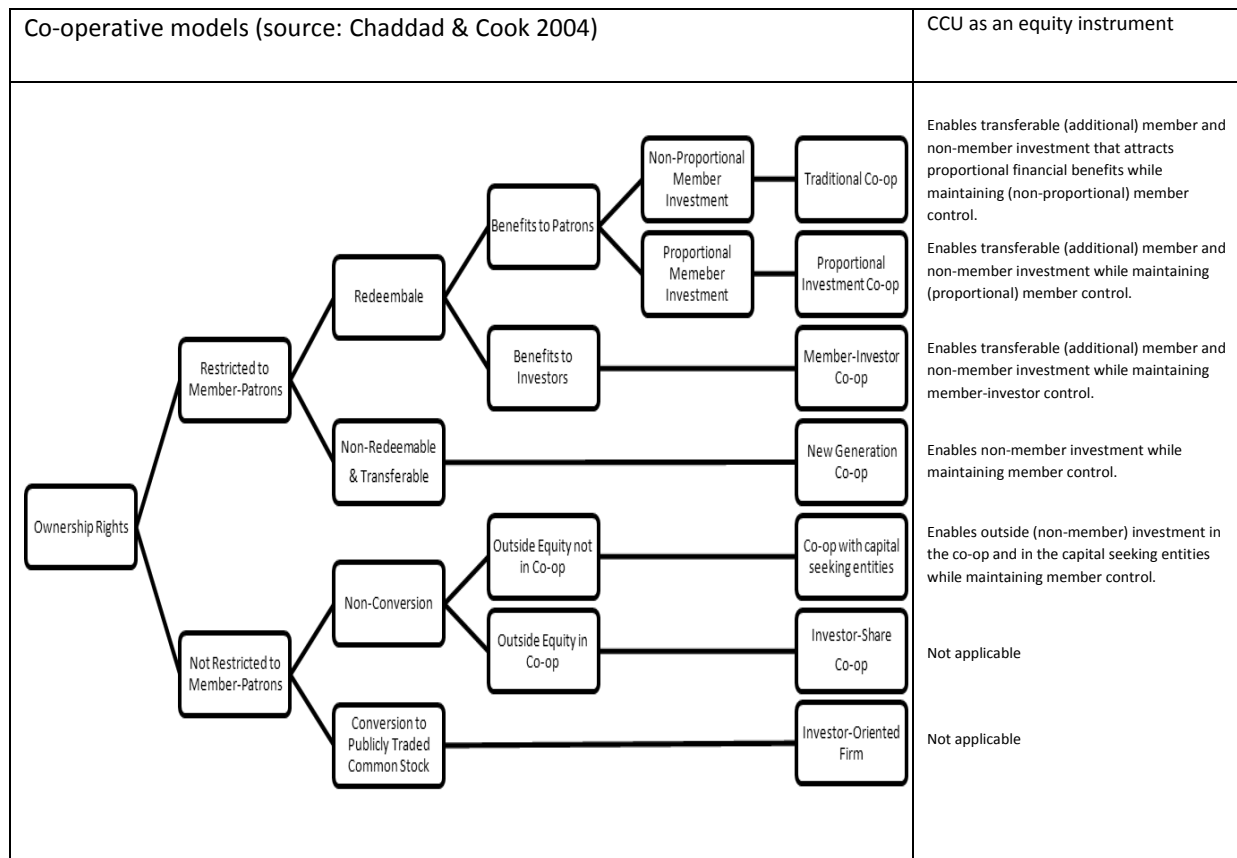 Co-operative models (source: Chaddad & Cook 2004)
CCU as an equity instrument
Ownership Rights
Restricted to
Member-Patrons
Not Restricted to
Member-Patrons
Redeembale
Non-Redeemable
& Transferable
Non-Conversion
Conversion to
Publicly Traded
Common Stock
Benefits to Patrons
Benefits to
Investors
Outside Equity not
in Co-op
Outside Equity in
Co-op
Non-Proportional
Member
Investment
Proportional
Memeber
Investment
Traditional Co-op
Proportional
Investment Co-op
Member-Investor
Co-op
New Generation
Co-op
Co-op with capital
seeking entities
Investor-Share
Co-op
Investor-Oriented
Firm
Enables transferable (additional) member and
non-member investment that attracts
proportional financial benefits while
maintaining (non-proportional) member
control.
Enables transferable (additional) member and
non-member investment while maintaining
(proportional) member control.
Enables transferable (additional) member and
non-member investment while maintaining
member-investor control.
Enables non-member investment while
maintaining member control.
Enables outside (non-member) investment in
the co-op and in the capital seeking entities
while maintaining member control.
Not applicable
Not applicable